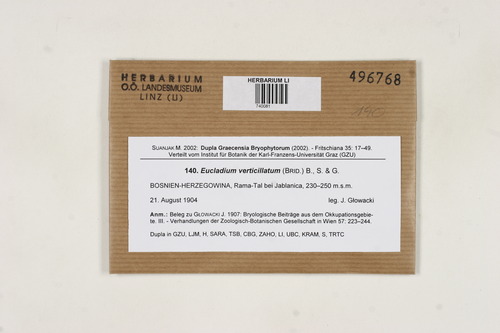 HERBARIUM
O.Ö. LANDESMUSEUM
LINZ (U)
HERBARIUM LI
740081
496768
190
SUANJAK M. 2002: Dupla Graecensia Bryophytorum (2002). - Fritschiana 35: 17–49.
Verteilt vom Institut für Botanik der Karl-Franzens-Universität Graz (GZU)
140. Eucladium verticillatum (BRID.) B., S. & G.
BOSNIEN-HERZEGOWINA, Rama-Tal bei Jablanica, 230–250 m.s.m.
21. August 1904 leg. J. Głowacki
Anm.: Beleg zu GŁOWACKI J. 1907: Bryologische Beiträge aus dem Okkupationsgebie-
te. III. - Verhandlungen der Zoologisch-Botanischen Gesellschaft in Wien 57: 223–244.
Dupla in GZU, LJM, H, SARA, TSB, CBG, ZAHO, LI, UBC, KRAM, S, TRTC